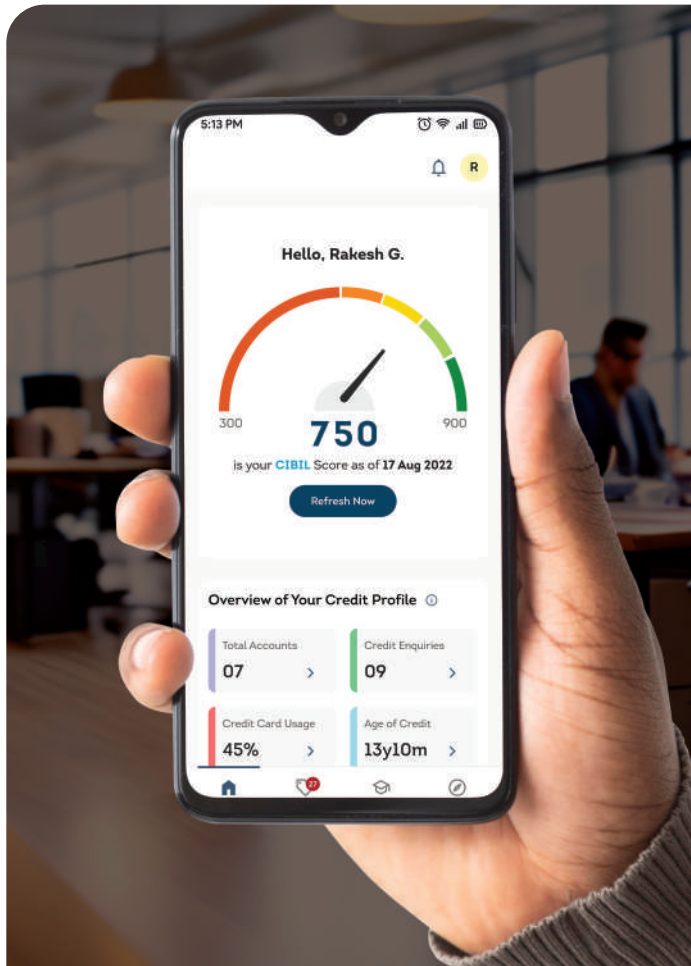 5:13 PM
R
Hello, Rakesh G.
300
900
750
is your CIBIL Score as of 17 Aug 2022
Refresh Now
Overview of Your Credit Profile
Total Accounts
07
Credit Enquiries
09
Credit Card Usage
45%
Age of Credit
13y10m
27